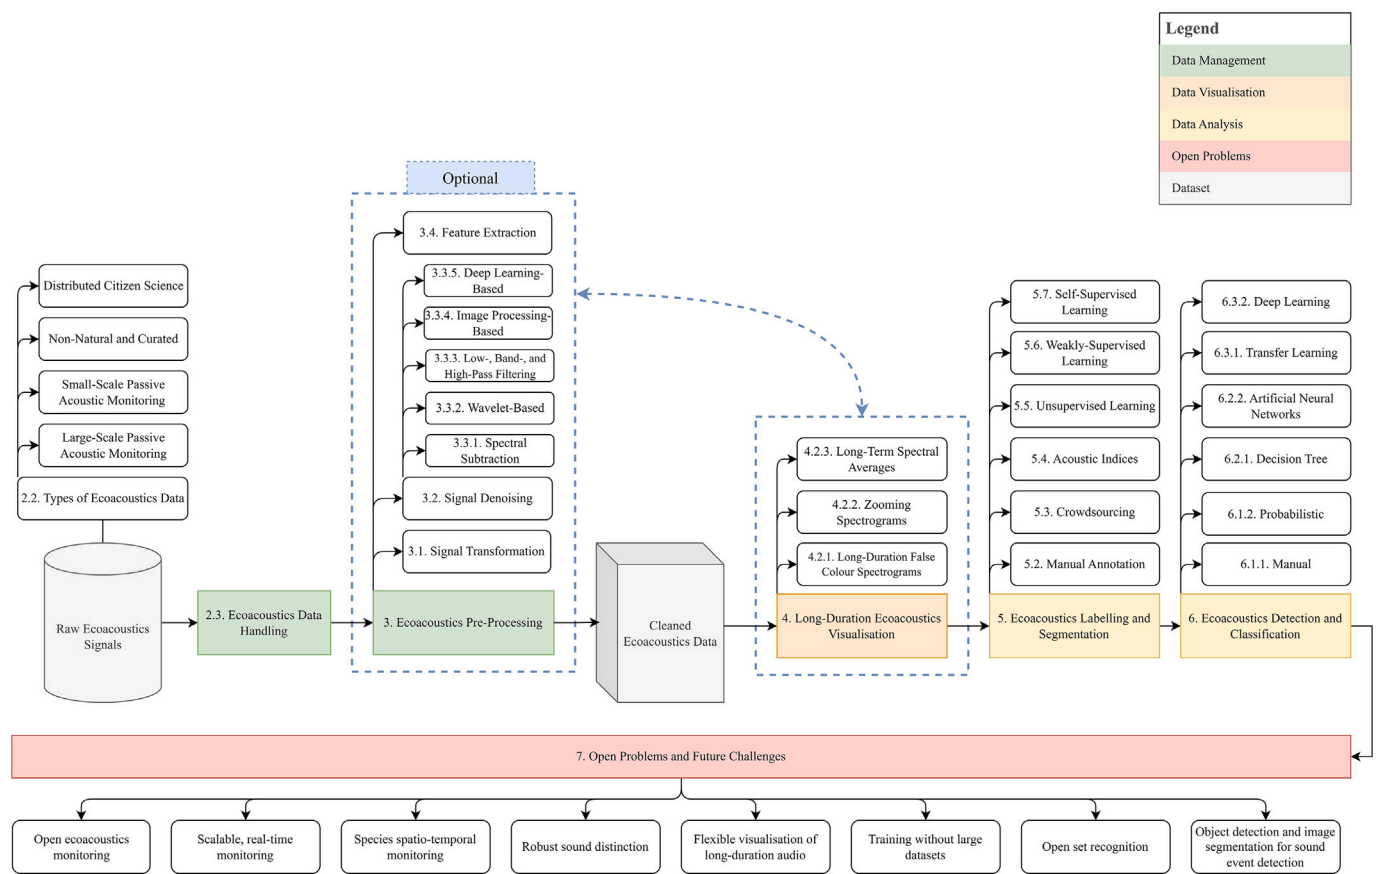 Legend
Data Management
Data Visualisation
Data Analysis
Open Problems
Dataset
Optional
3.4. Feature Extraction
3.3.5. Deep Learning-
Based
3.3.4. Image Processing-
Based
3.3.3. Low-, Band-, and
High-Pass Filtering
3.3.2. Wavelet-Based
3.3.1. Spectral
Subtraction
3.2. Signal Denoising
3.1. Signal Transformation
Distributed Citizen Science
Non-Natural and Curated
Small-Scale Passive
Acoustic Monitoring
Large-Scale Passive
Acoustic Monitoring
2.2. Types of Ecoacoustics Data
Raw Ecoacoustics
Signals
2.3. Ecoacoustics Data
Handling
3. Ecoacoustics Pre-Processing
Cleaned
Ecoacoustics Data
4.2.3. Long-Term Spectral
Averages
4.2.2. Zooming
Spectrograms
4.2.1. Long-Duration False
Colour Spectrograms
4. Long-Duration Ecoacoustics
Visualisation
5.7. Self-Supervised
Learning
5.6. Weakly-Supervised
Learning
5.5. Unsupervised Learning
5.4. Acoustic Indices
5.3. Crowdsourcing
5.2. Manual Annotation
5. Ecoacoustics Labelling and
Segmentation
6.3.2. Deep Learning
6.3.1. Transfer Learning
6.2.2. Artificial Neural
Networks
6.2.1. Decision Tree
6.1.2. Probabilistic
6.1.1. Manual
6. Ecoacoustics Detection and
Classification
7. Open Problems and Future Challenges
Open ecoacoustics
monitoring
Scalable, real-time
monitoring
Species spatio-temporal
monitoring
Robust sound distinction
Flexible visualisation of
long-duration audio
Training without large
datasets
Open set recognition
Object detection and image
segmentation for sound
event detection